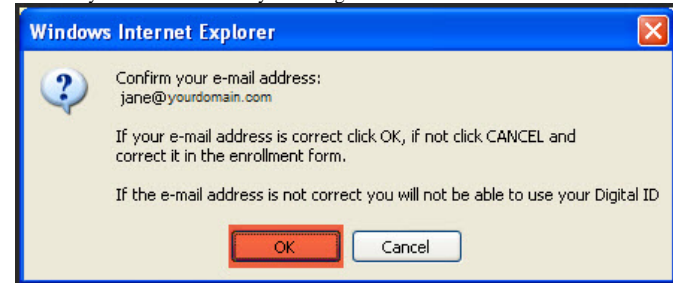 Windows Internet Explorer
Confirm your e-mail address:
jane@yourdomain.com
If your e-mail address is correct click OK, if not click CANCEL and
correct it in the enrollment form.
If the e-mail address is not correct you will not be able to use your Digital ID
OK
Cancel